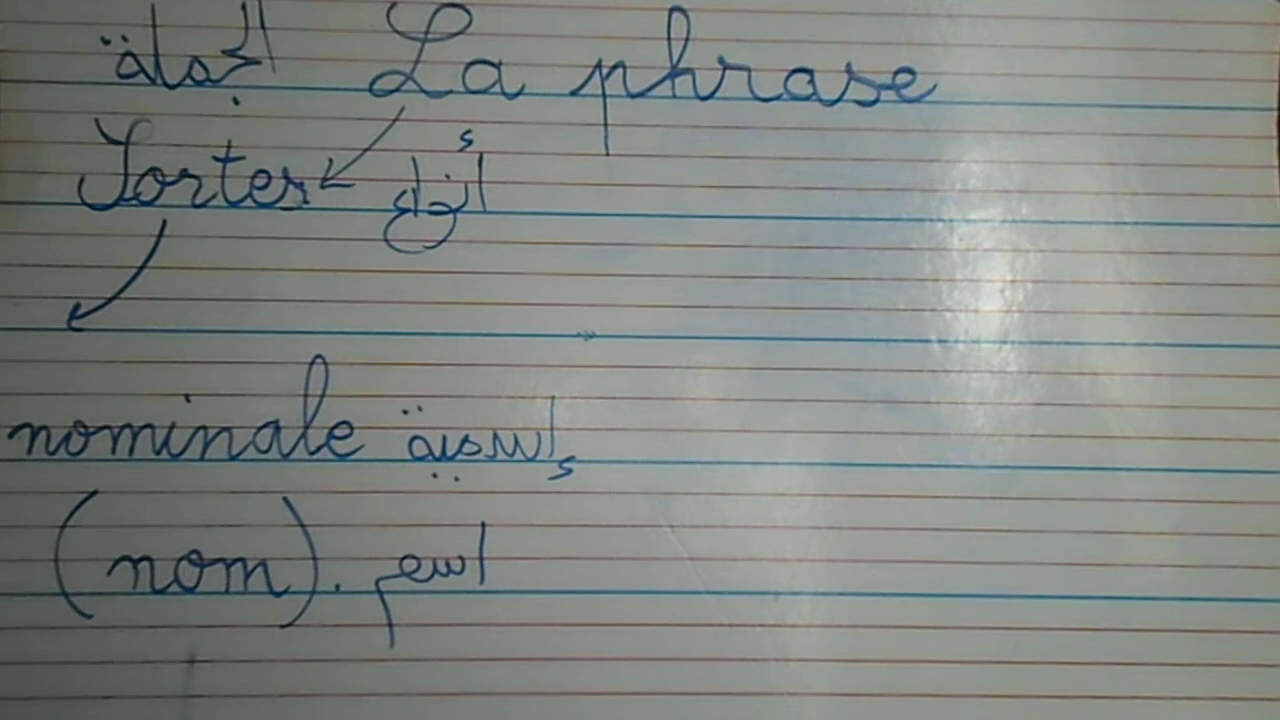 La phrase الجملة
Sortes أنواع
nominale إسمية
(nom). اسم